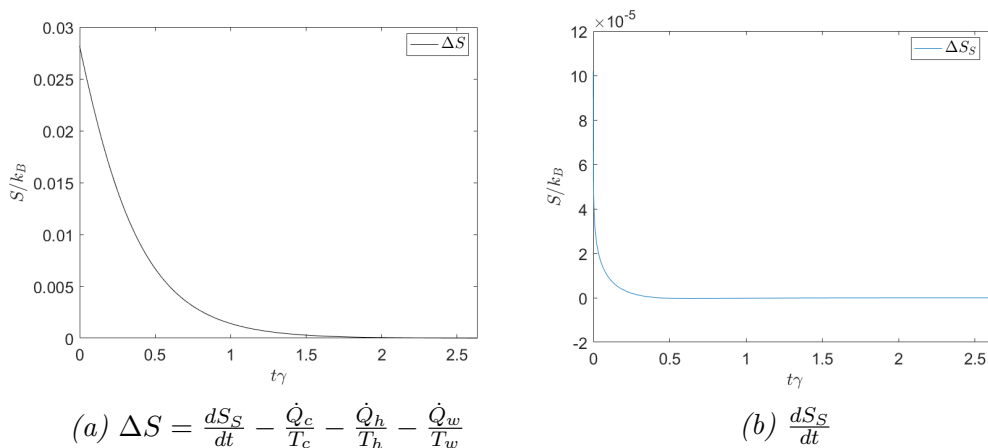 0.03
0.025
0.02
0.015
0.01
0.005
0
S/k_B
ΔS
0 0.5 1 1.5 2 2.5
tγ
(a) ΔS = dS_S/dt − Q̇_c/T_c − Q̇_h/T_h − Q̇_w/T_w
×10^-5
12
10
8
6
4
2
0
-2
S/k_B
ΔS_S
0 0.5 1 1.5 2 2.5
tγ
(b) dS_S/dt